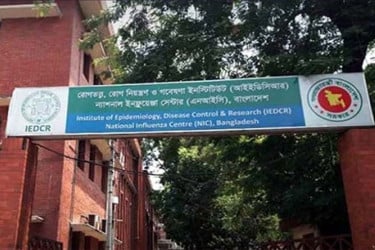 রোগতত্ত্ব, রোগ নিয়ন্ত্রণ ও গবেষণা ইনস্টিটিউট (আইইডিসিআর)
ন্যাশনাল ইনফ্লুয়েঞ্জা সেন্টার (এনআইসি), বাংলাদেশ
Institute of Epidemiology, Disease Control & Research (IEDCR)
National Influenza Centre (NIC), Bangladesh
IEDCR